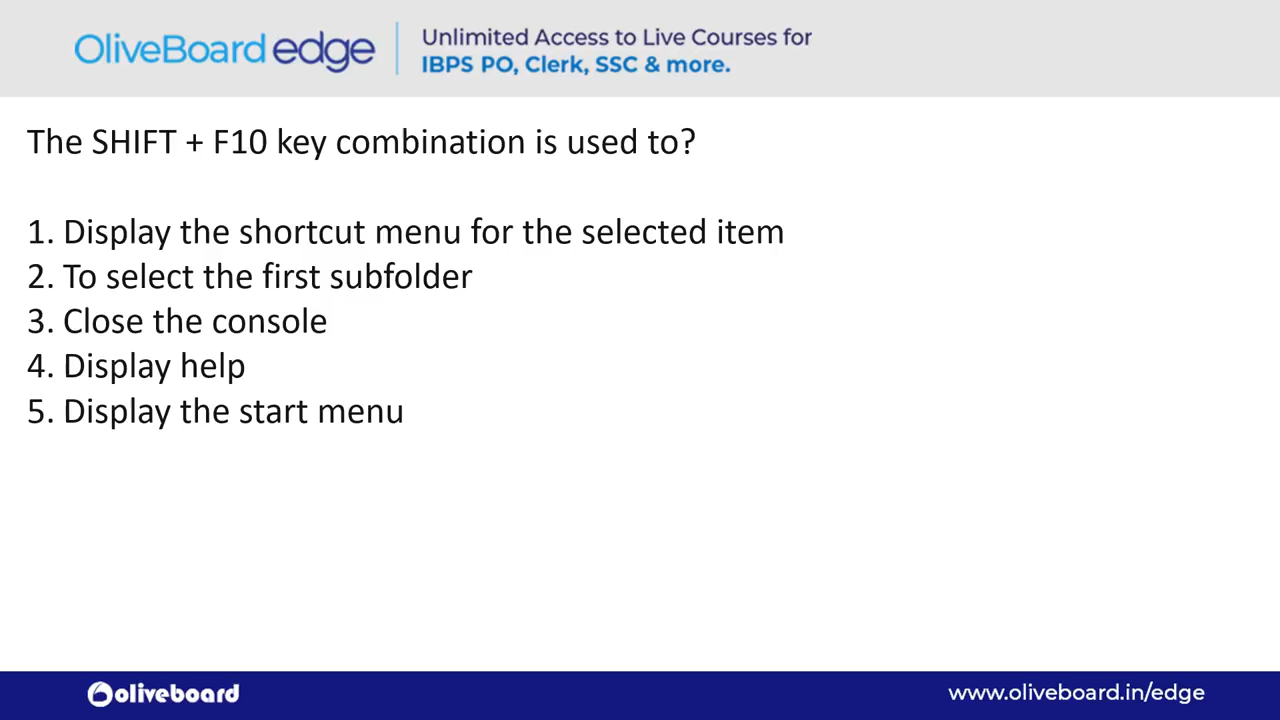 OliveBoard edge
Unlimited Access to Live Courses for
IBPS PO, Clerk, SSC & more.
The SHIFT + F10 key combination is used to?
1. Display the shortcut menu for the selected item
2. To select the first subfolder
3. Close the console
4. Display help
5. Display the start menu
oliveboard
www.oliveboard.in/edge